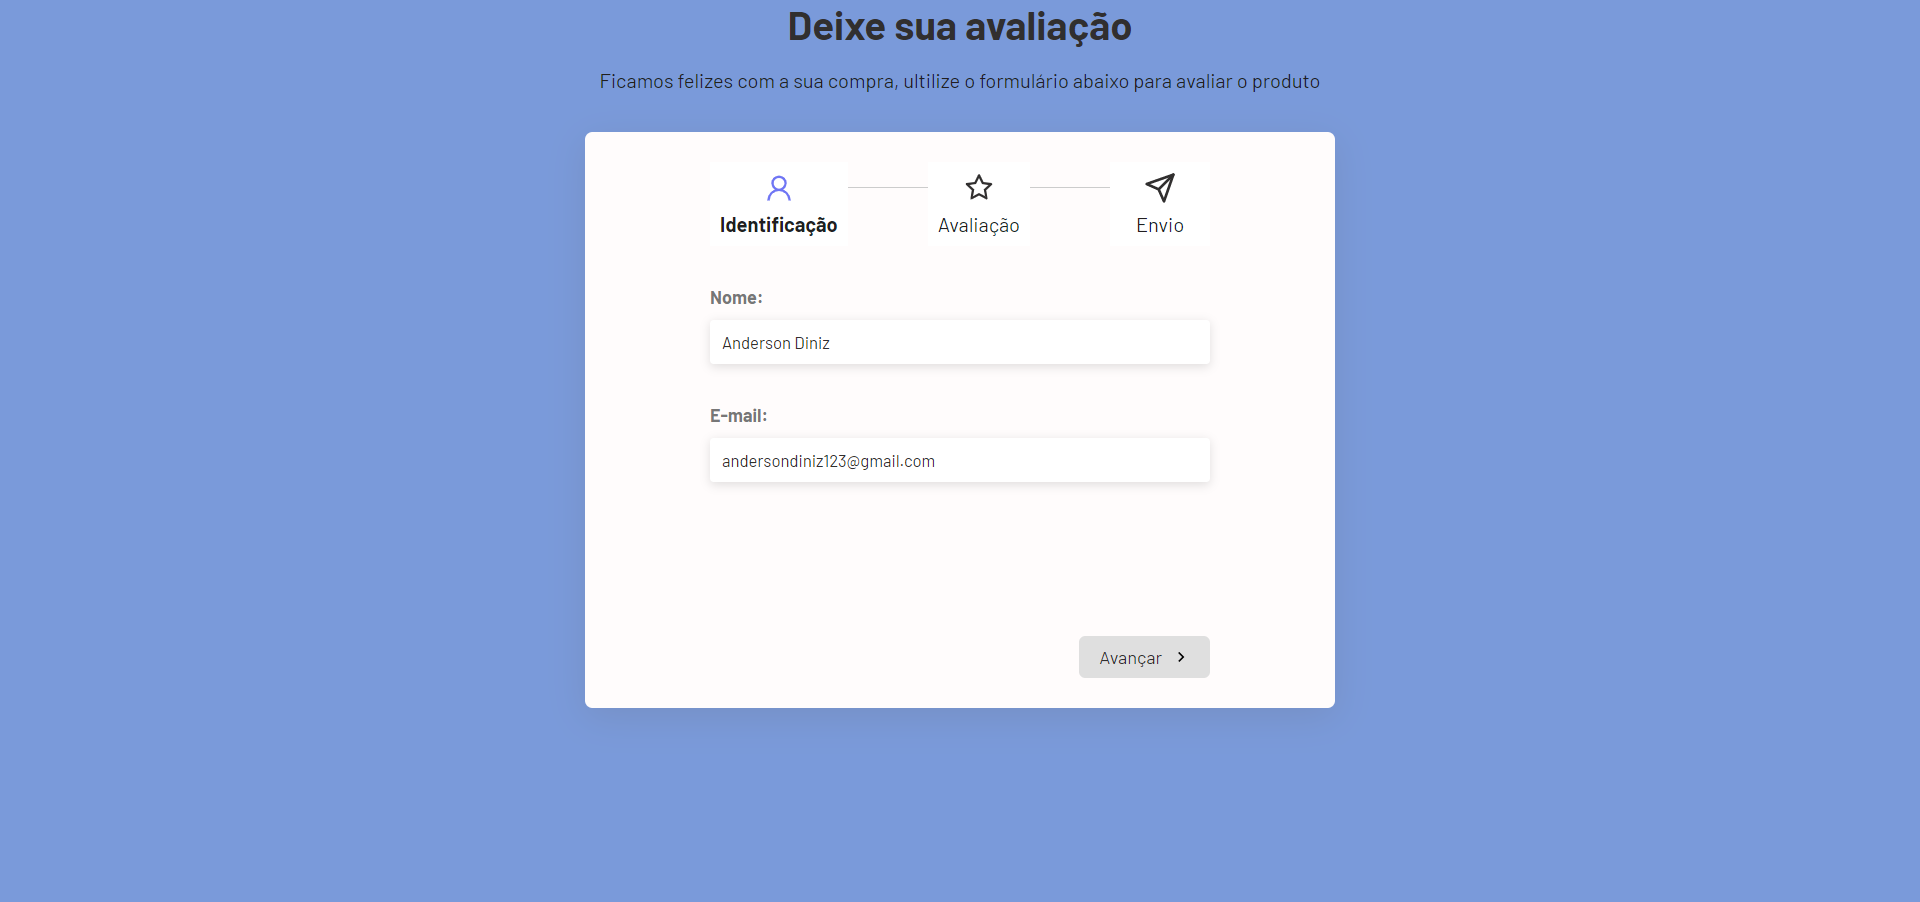 Deixe sua avaliação
Ficamos felizes com a sua compra, ultilize o formulário abaixo para avaliar o produto
Identificação
Avaliação
Envio
Nome:
Anderson Diniz
E-mail:
andersondiniz123@gmail.com
Avançar